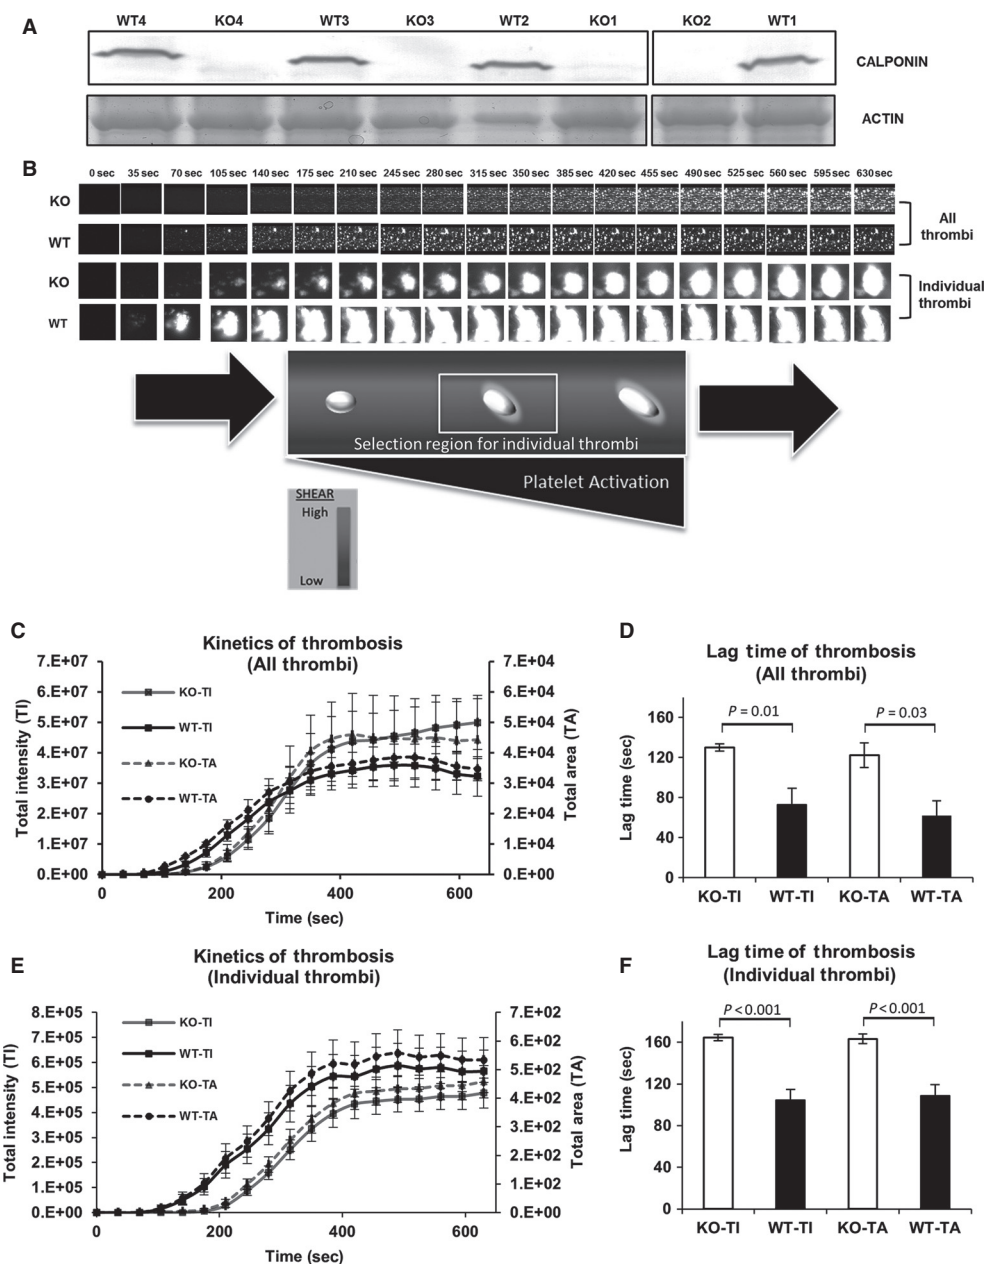 A
WT4 KO4 WT3 KO3 WT2 KO1 KO2 WT1
CALPONIN
ACTIN
B
0 sec 35 sec 70 sec 105 sec 140 sec 175 sec 210 sec 245 sec 280 sec 315 sec 350 sec 385 sec 420 sec 455 sec 490 sec 525 sec 560 sec 595 sec 630 sec
KO
WT
All
thrombi
KO
WT
Individual
thrombi
Selection region for individual thrombi
Platelet Activation
SHEAR
High
Low
C
Kinetics of thrombosis
(All thrombi)
7.E+07
6.E+07
5.E+07
4.E+07
3.E+07
2.E+07
1.E+07
0.E+00
Total intensity (TI)
KO-TI
WT-TI
KO-TA
WT-TA
7.E+04
6.E+04
5.E+04
4.E+04
3.E+04
2.E+04
1.E+04
0.E+00
Total area (TA)
0 200 400 600
Time (sec)
D
Lag time of thrombosis
(All thrombi)
P = 0.01 P = 0.03
160
120
80
40
0
Lag time (sec)
KO-TI WT-TI KO-TA WT-TA
E
Kinetics of thrombosis
(Individual thrombi)
8.E+05
7.E+05
6.E+05
5.E+05
4.E+05
3.E+05
2.E+05
1.E+05
0.E+00
Total intensity (TI)
KO-TI
WT-TI
KO-TA
WT-TA
7.E+02
6.E+02
5.E+02
4.E+02
3.E+02
2.E+02
1.E+02
0.E+00
Total area (TA)
0 200 400 600
Time (sec)
F
Lag time of thrombosis
(Individual thrombi)
P < 0.001 P < 0.001
160
120
80
40
0
Lag time (sec)
KO-TI WT-TI KO-TA WT-TA